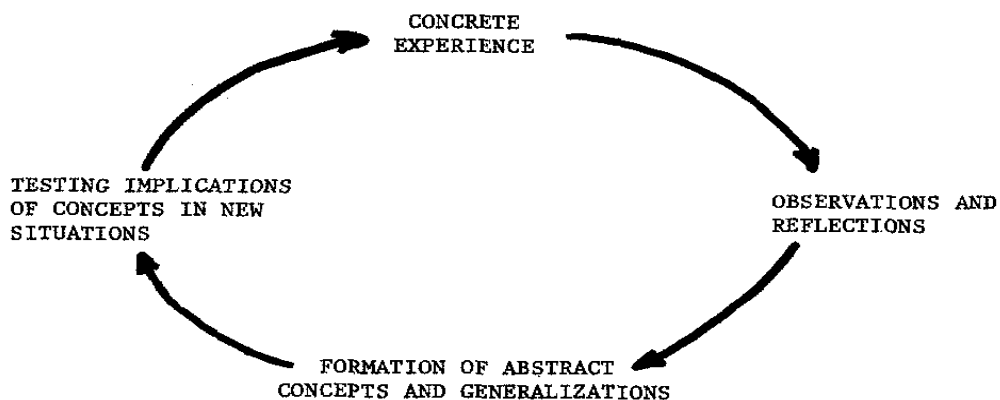 CONCRETE
EXPERIENCE
OBSERVATIONS AND
REFLECTIONS
FORMATION OF ABSTRACT
CONCEPTS AND GENERALIZATIONS
TESTING IMPLICATIONS
OF CONCEPTS IN NEW
SITUATIONS